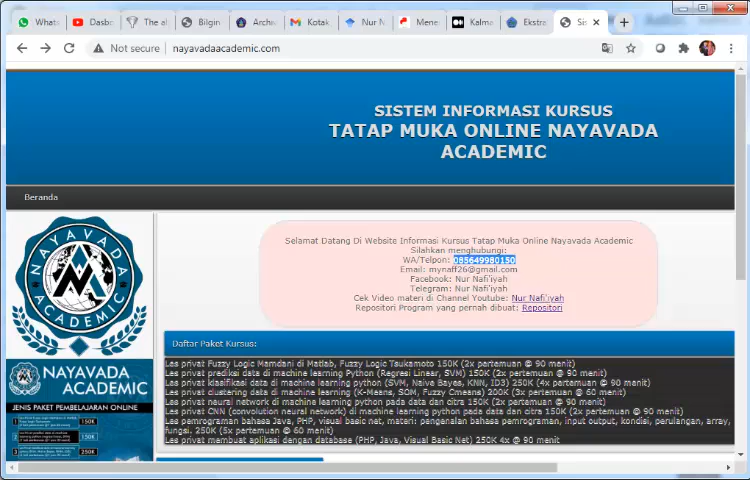 Whats
Dasbo
The al
Bilgin
Archiv
Kotak
Nur N
Mene
Kalma
Ekstra
Sis
Not secure
nayavadaacademic.com
SISTEM INFORMASI KURSUS
TATAP MUKA ONLINE NAYAVADA
ACADEMIC
Beranda
NAYAVADA
ACADEMIC
Selamat Datang Di Website Informasi Kursus Tatap Muka Online Nayavada Academic
Silahkan menghubungi:
WA/Telpon: 085649980150
Email: mynaff26@gmail.com
Facebook: Nur Nafi'iyah
Telegram: Nur Nafi'iyah
Cek Video materi di Channel Youtube: Nur Nafi'iyah
Repositori Program yang pernah dibuat: Repositori
Daftar Paket Kursus:
Les privat Fuzzy Logic Mamdani di Matlab, Fuzzy Logic Tsukamoto 150K (2x pertemuan @ 90 menit)
Les privat prediksi data di machine learning Python (Regresi Linear, SVM) 150K (2x pertemuan @ 90 menit)
Les privat klasifikasi data di machine learning python (SVM, Naive Bayes, KNN, ID3) 250K (4x pertemuan @ 90 menit)
Les privat clustering data di machine learning (K-Means, SOM, Fuzzy Cmeans) 200K (3x pertemuan @ 60 menit)
Les privat neural network di machine learning python pada data dan citra 150K (2x pertemuan @ 90 menit)
Les privat CNN (convolution neural network) di machine learning python pada data dan citra 150K (2x pertemuan @ 90 menit)
Les pemrograman bahasa Java, PHP, visual basic net, materi: pengenalan bahasa pemrograman, input output, kondisi, perulangan, array,
fungsi. 250K (5x pertemuan @ 60 menit)
Les privat membuat aplikasi dengan database (PHP, Java, Visual Basic Net) 250K 4x @ 90 menit
NAYAVADA
ACADEMIC
JENIS PAKET PEMBELAJARAN ONLINE
1
150K
2
150K
3
250K